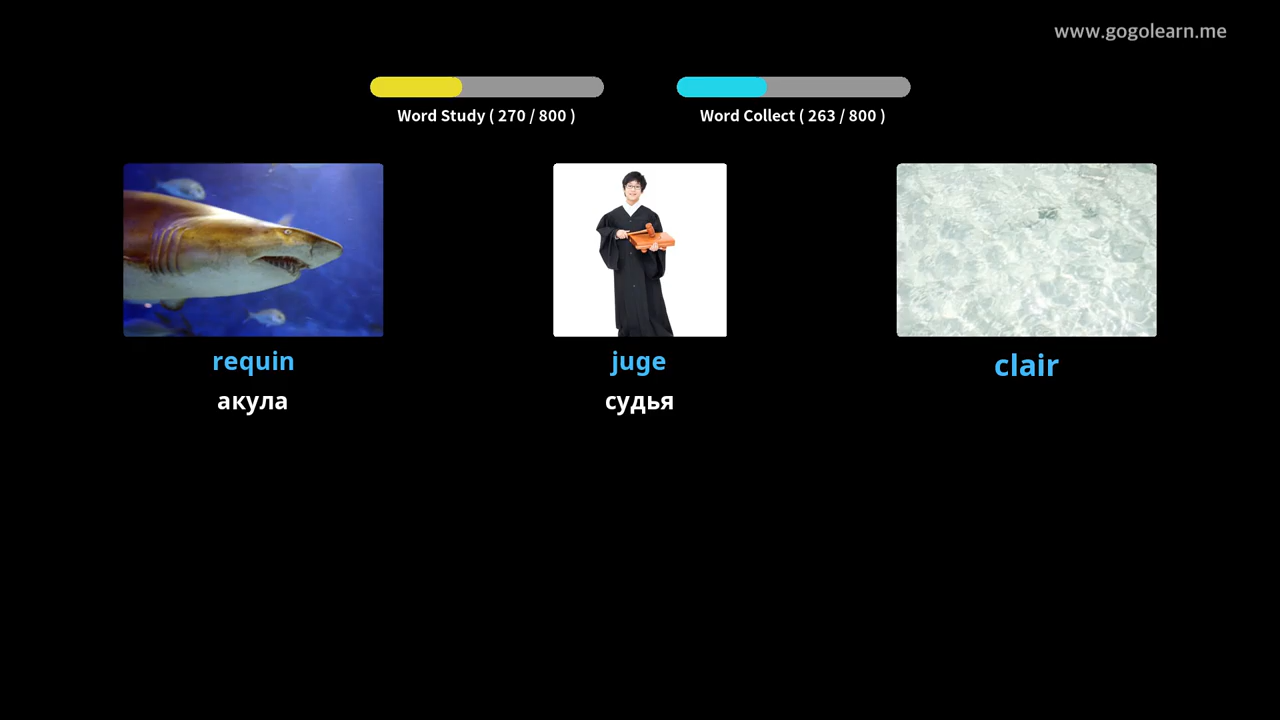 www.gogolearn.me
Word Study ( 270 / 800 )
Word Collect ( 263 / 800 )
requin
juge
clair
акула
судья